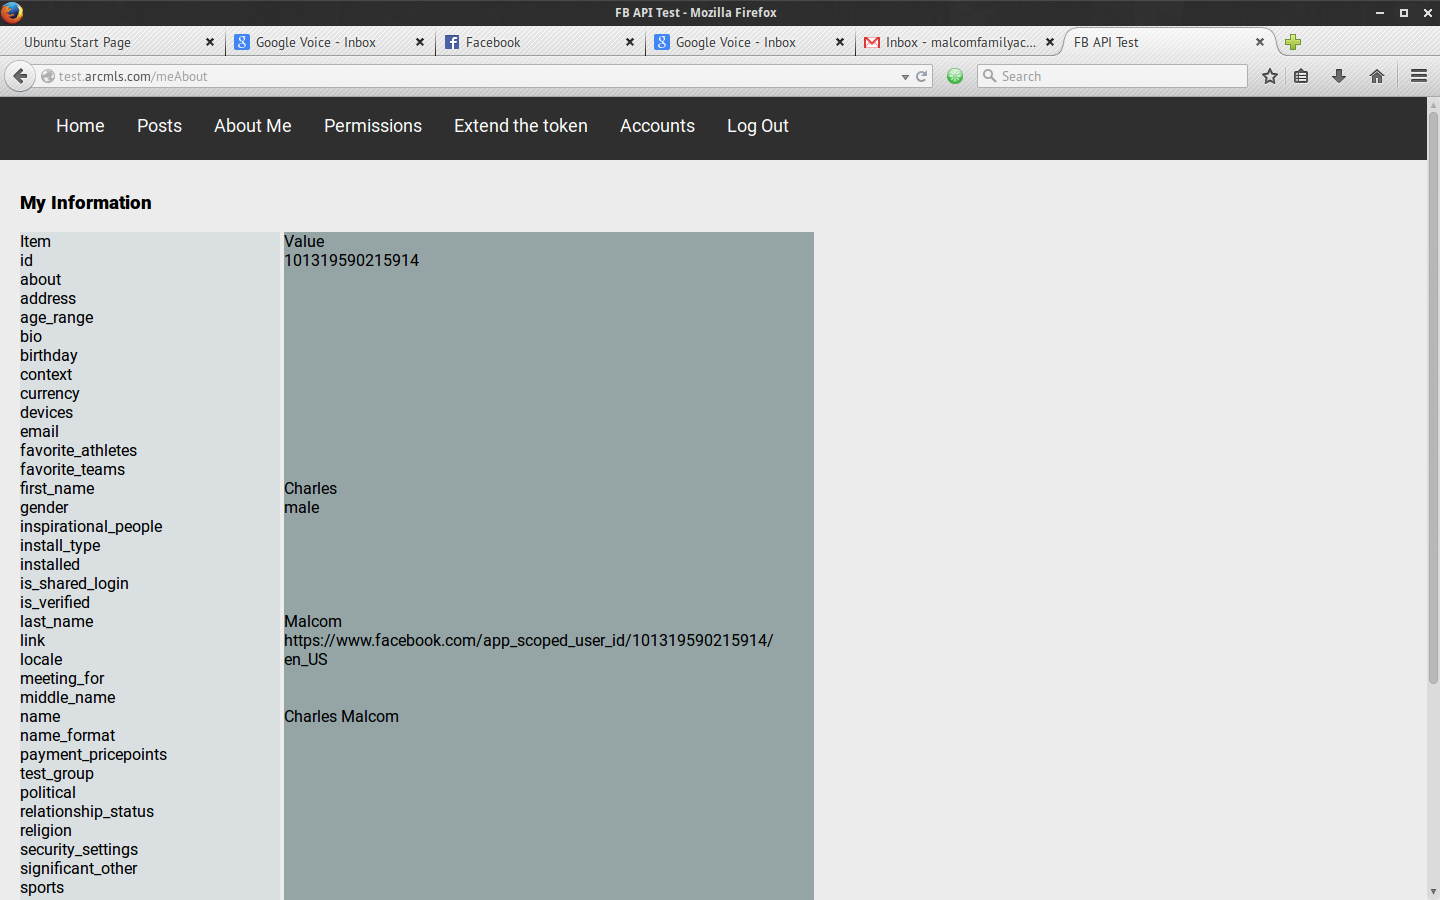 FB API Test - Mozilla Firefox
Ubuntu Start Page
Google Voice - Inbox
Facebook
Google Voice - Inbox
Inbox - malcomfamilyac...
FB API Test
test.arcmls.com/meAbout
Search
Home
Posts
About Me
Permissions
Extend the token
Accounts
Log Out
My Information
Item Value
id 101319590215914
about
address
age_range
bio
birthday
context
currency
devices
email
favorite_athletes
favorite_teams
first_name Charles
gender male
inspirational_people
install_type
installed
is_shared_login
is_verified
last_name Malcom
link https://www.facebook.com/app_scoped_user_id/101319590215914/
locale en_US
meeting_for
middle_name
name Charles Malcom
name_format
payment_pricepoints
test_group
political
relationship_status
religion
security_settings
significant_other
sports